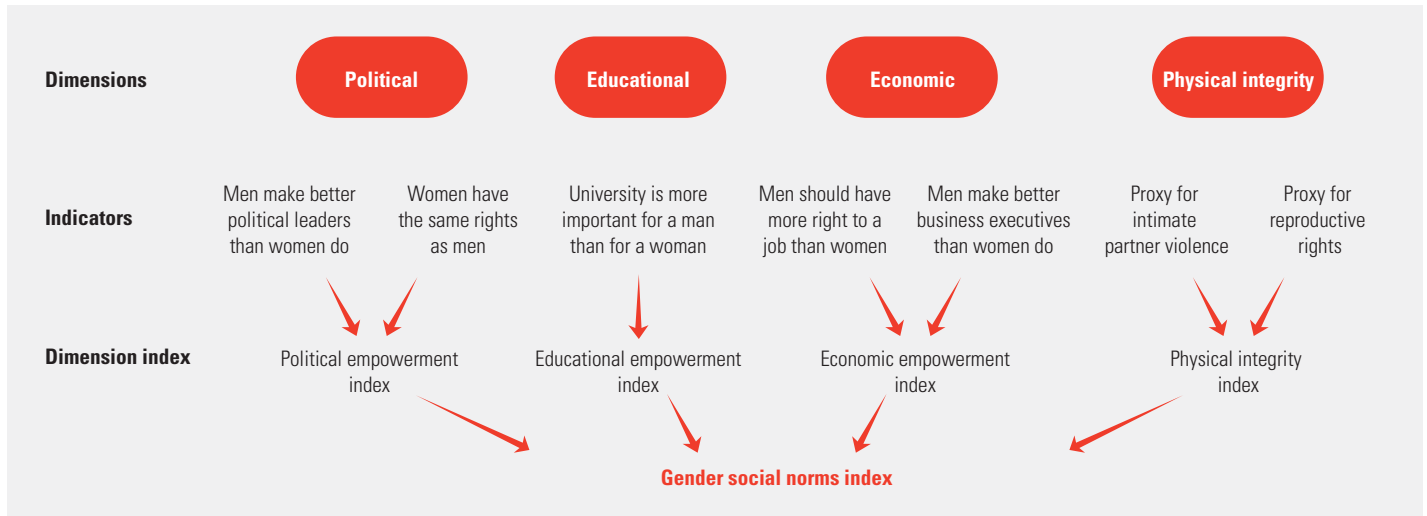 Dimensions
Political
Educational
Economic
Physical integrity
Indicators
Men make better
political leaders
than women do
Women have
the same rights
as men
University is more
important for a man
than for a woman
Men should have
more right to a
job than women
Men make better
business executives
than women do
Proxy for
intimate
partner violence
Proxy for
reproductive
rights
Dimension index
Political empowerment
index
Educational empowerment
index
Economic empowerment
index
Physical integrity
index
Gender social norms index